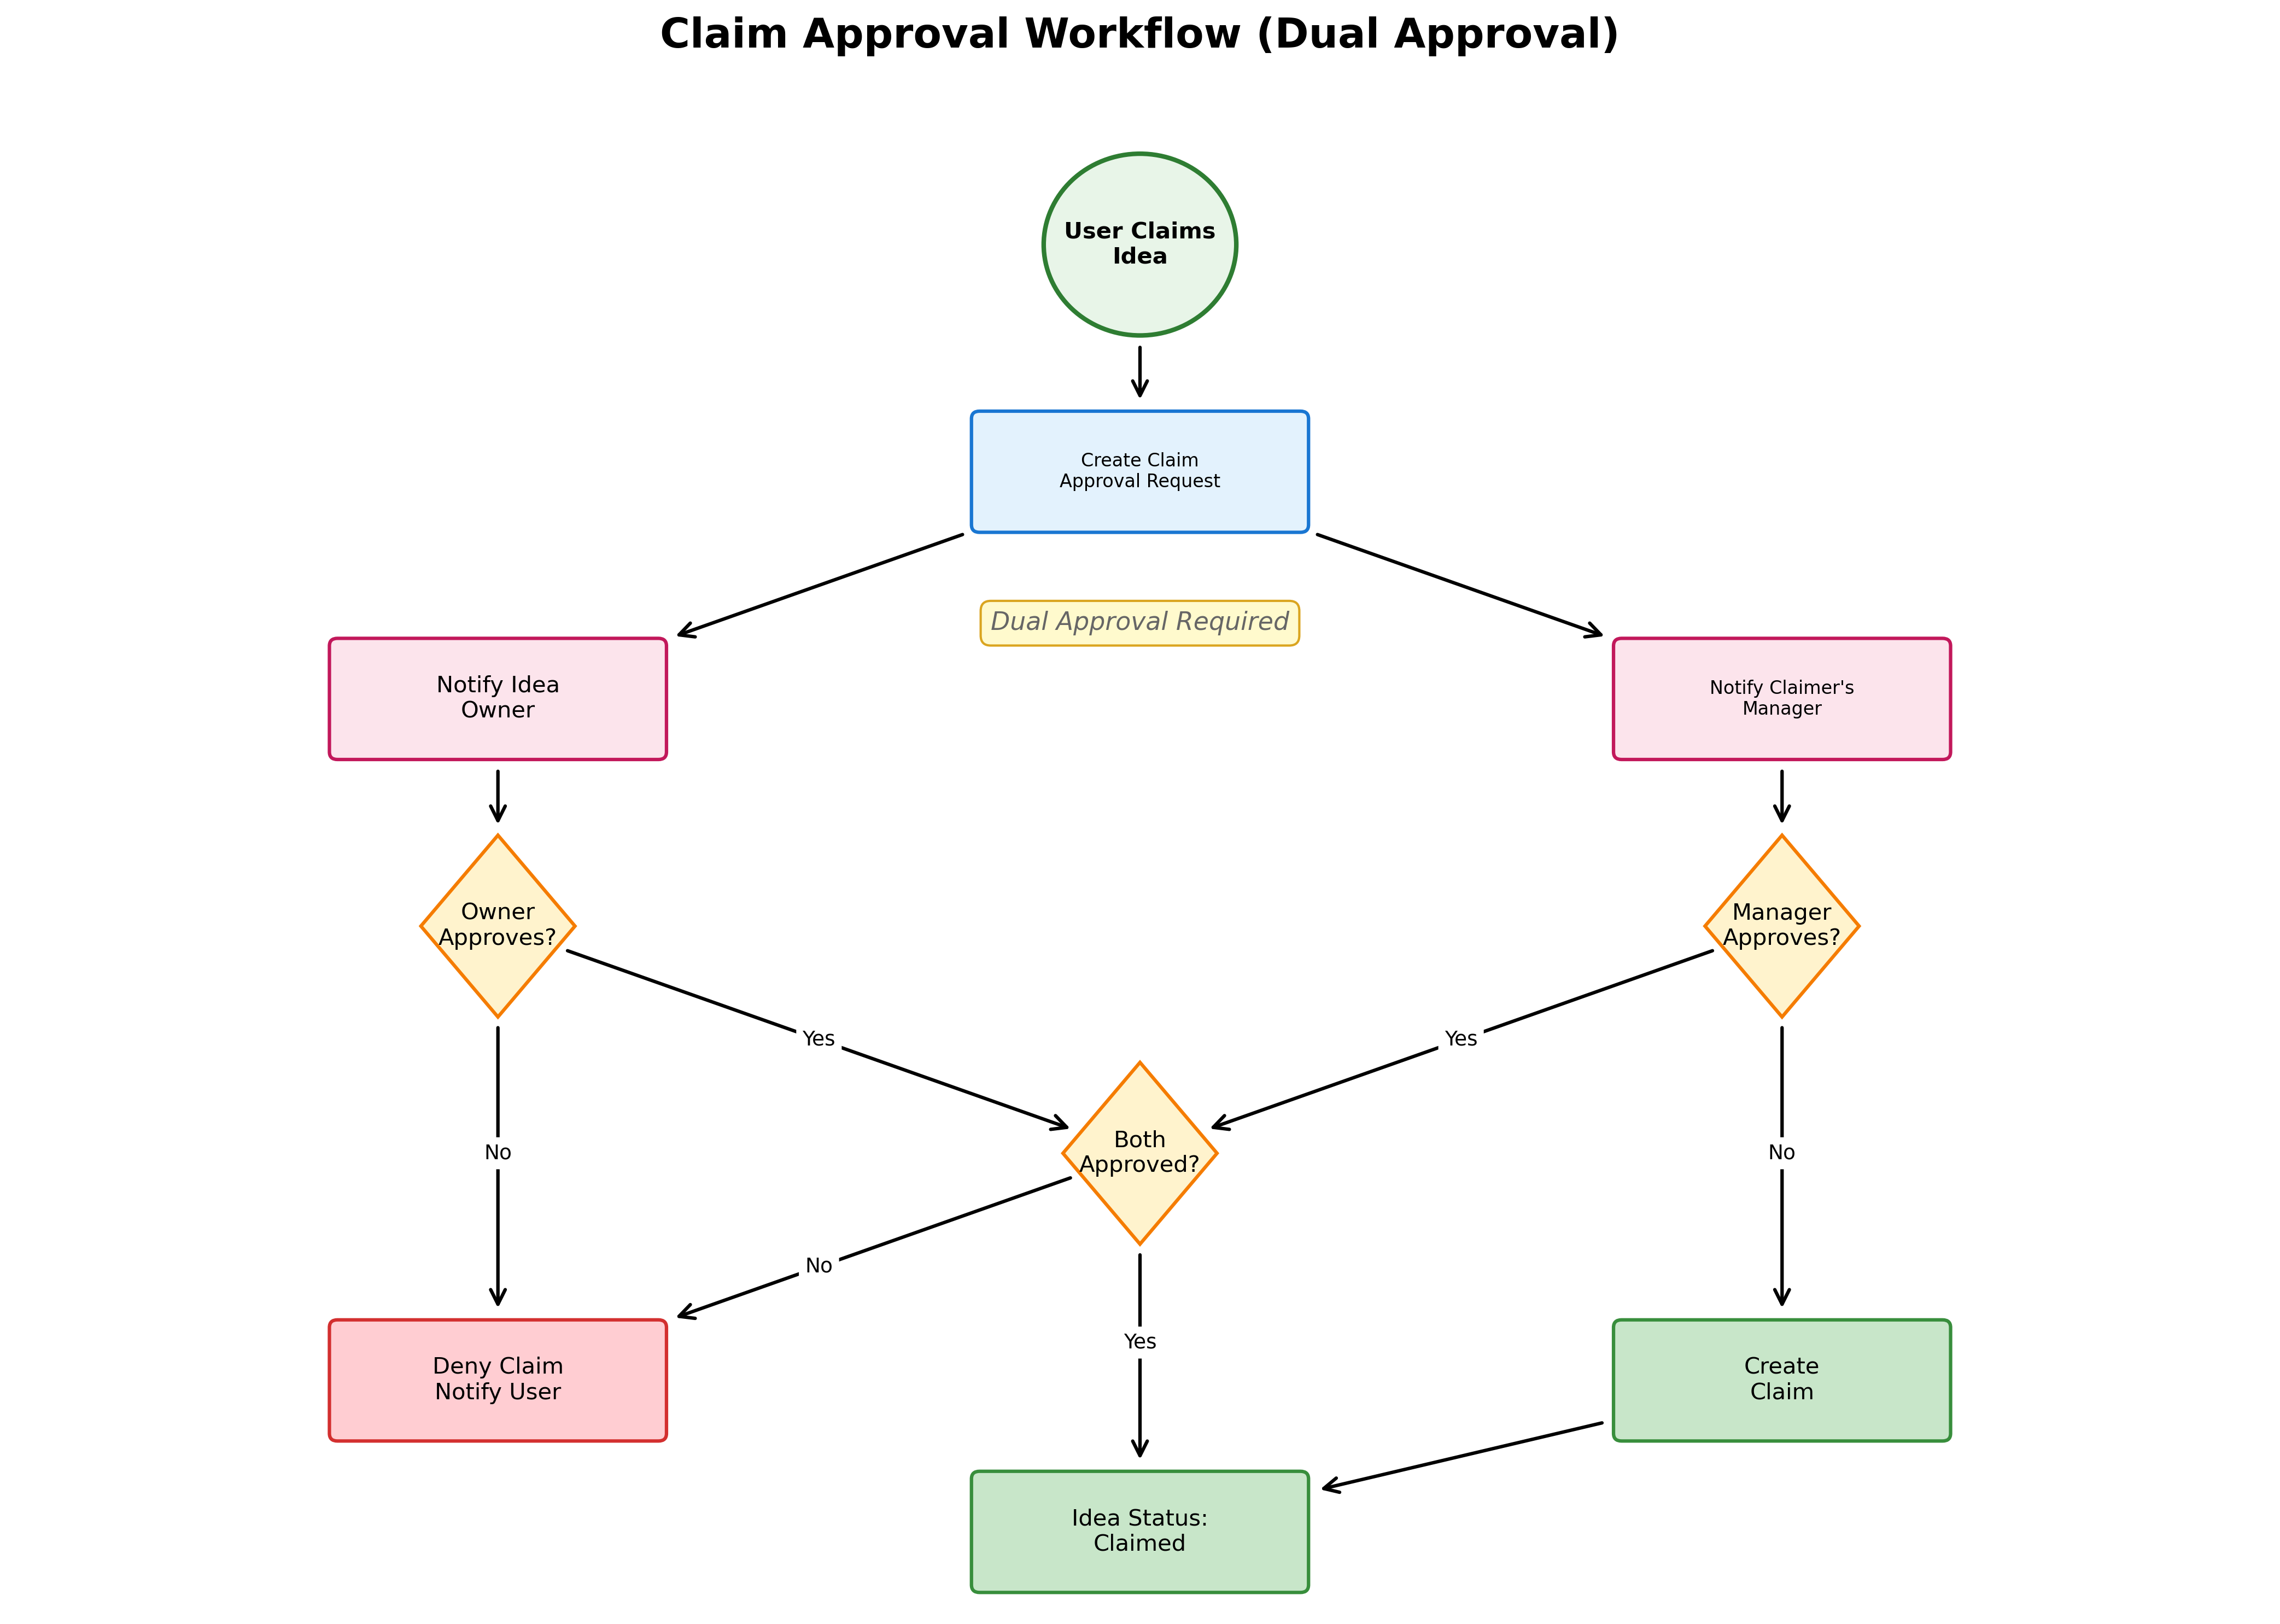 Claim Approval Workflow (Dual Approval)
User Claims
Idea
Create Claim
Approval Request
Dual Approval Required
Notify Idea
Owner
Notify Claimer's
Manager
Owner
Approves?
Manager
Approves?
Yes
Yes
Both
Approved?
No
No
No
Yes
Deny Claim
Notify User
Create
Claim
Idea Status:
Claimed